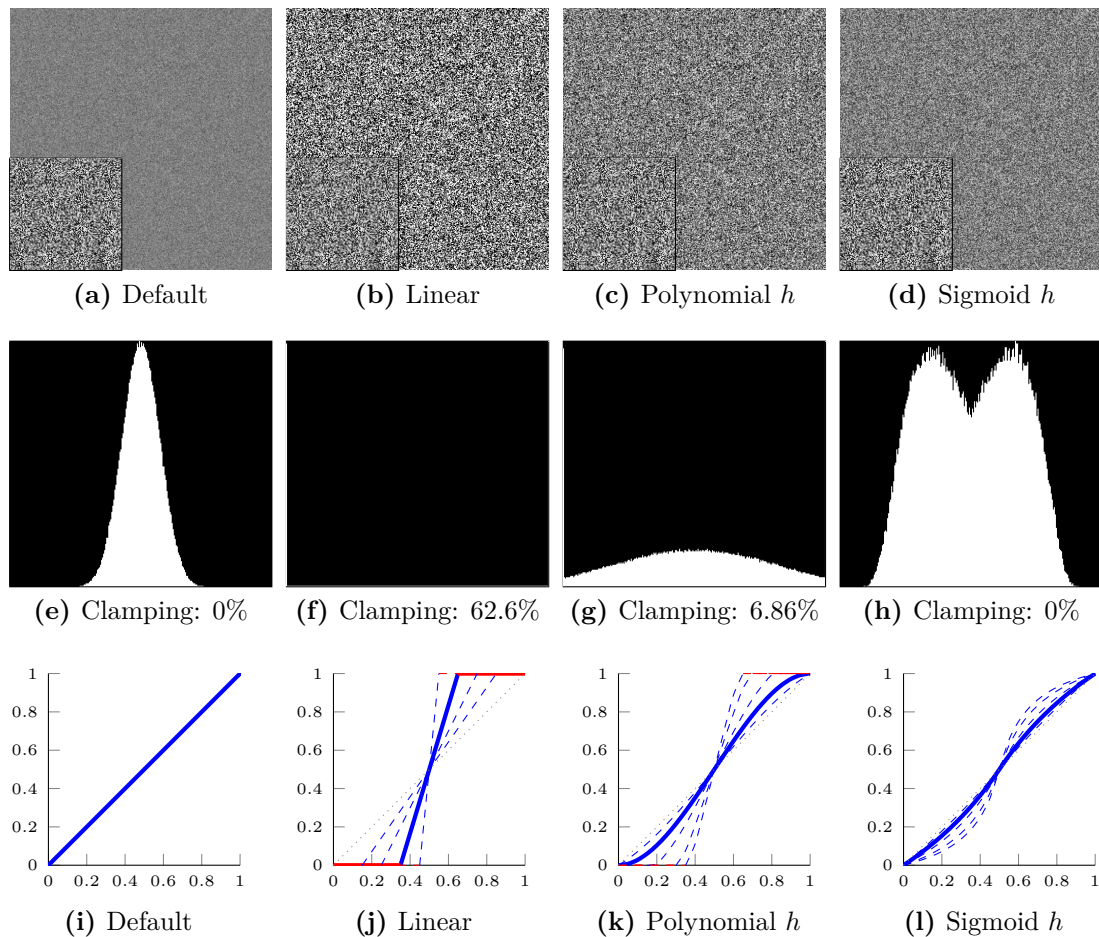 (a) Default
(b) Linear
(c) Polynomial h
(d) Sigmoid h
(e) Clamping: 0%
(f) Clamping: 62.6%
(g) Clamping: 6.86%
(h) Clamping: 0%
1
0.8
0.6
0.4
0.2
0
0 0.2 0.4 0.6 0.8 1
1
0.8
0.6
0.4
0.2
0
0 0.2 0.4 0.6 0.8 1
1
0.8
0.6
0.4
0.2
0
0 0.2 0.4 0.6 0.8 1
1
0.8
0.6
0.4
0.2
0
0 0.2 0.4 0.6 0.8 1
(i) Default
(j) Linear
(k) Polynomial h
(l) Sigmoid h